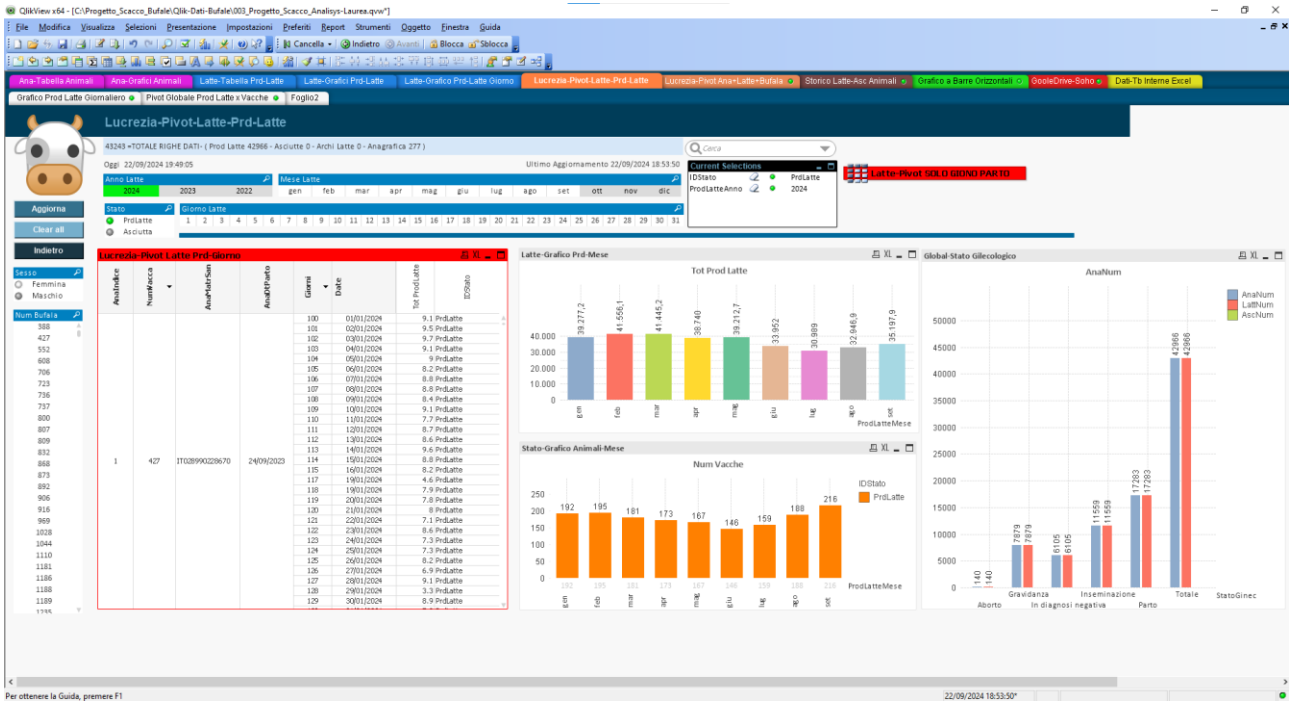 QlikView x64 - [C:\Progetto_Scacco_Bufale\Qlik-Dati-Bufale\003_Progetto_Scacco_Analisys-Laurea.qvw*]
File Modifica Visualizza Selezioni Presentazione Impostazioni Preferiti Report Strumenti Oggetto Finestra Guida
Cancella Indietro Avanti Blocca Sblocca
Ana-Tabella Animali Ana-Grafici Animali Latte-Tabella Prd-Latte Latte-Grafici Prd-Latte Latte-Grafico Prd-Latte Giorno Lucrezia-Pivot-Latte-Prd-Latte Lucrezia-Pivot Ana+Latte+Bufala Storico Latte-Asc Animali Grafico a Barre Orizzontali GooleDrive-Soho Dati-Tb Interne Excel
Grafico Prod Latte Giornaliero Pivot Globale Prod Latte x Vacche Foglio2
Lucrezia-Pivot-Latte-Prd-Latte
43243 =TOTALE RIGHE DATI- ( Prod Latte 42966 - Asciutte 0 - Archi Latte 0 - Anagrafica 277 )
Cerca
Oggi 22/09/2024 19:49:05
Ultimo Aggiornamento 22/09/2024 18:53:50
Current Selections
IDStato PrdLatte
ProdLatteAnno 2024
Latto-Pivot SOLO GIONO PARTO
Anno Latte
2024 2023 2022
Mese Latte
gen feb mar apr mag giu lug ago set ott nov dic
Stato
PrdLatte
Asciutta
Giorno Latte
1 2 3 4 5 6 7 8 9 10 11 12 13 14 15 16 17 18 19 20 21 22 23 24 25 26 27 28 29 30 31
Aggiorna
Clear all
Indietro
Sesso
Femmina
Maschio
Num Bufala
388
427
552
608
706
723
736
737
800
807
809
832
868
873
892
906
916
969
1028
1044
1110
1181
1186
1188
1189
1235
Lucrezia-Pivot Latte Prd-Giorno
AnaIndice NumVacca AnaMatrSan AnaDtParto Giorni Date Tot ProdLatte IDStato
1 427 IT028990228670 24/09/2023
100 01/01/2024 9.1 PrdLatte
101 02/01/2024 9.5 PrdLatte
102 03/01/2024 9.7 PrdLatte
103 04/01/2024 9.1 PrdLatte
104 05/01/2024 9 PrdLatte
105 06/01/2024 8.2 PrdLatte
106 07/01/2024 8.8 PrdLatte
107 08/01/2024 8.8 PrdLatte
108 09/01/2024 8.4 PrdLatte
109 10/01/2024 9.1 PrdLatte
110 11/01/2024 7.7 PrdLatte
111 12/01/2024 8.7 PrdLatte
112 13/01/2024 8.6 PrdLatte
113 14/01/2024 9.6 PrdLatte
114 15/01/2024 8.8 PrdLatte
115 16/01/2024 8.2 PrdLatte
117 19/01/2024 4.6 PrdLatte
118 19/01/2024 7.9 PrdLatte
119 20/01/2024 7.8 PrdLatte
120 21/01/2024 8 PrdLatte
121 22/01/2024 7.1 PrdLatte
122 23/01/2024 8.6 PrdLatte
123 24/01/2024 7.3 PrdLatte
124 25/01/2024 7.3 PrdLatte
125 26/01/2024 8.2 PrdLatte
126 27/01/2024 6.9 PrdLatte
127 28/01/2024 9.1 PrdLatte
128 29/01/2024 3.3 PrdLatte
129 30/01/2024 8.9 PrdLatte
Latte-Grafico Prd-Mese
Tot Prod Latte
39.277,2 41.556,1 41.445,2 38.740 39.212,7 33.952 30.989 32.946,9 35.197,9
40.000
30.000
20.000
10.000
0
gen feb mar apr mag giu lug ago set
ProdLatteMese
Stato-Grafico Animali-Mese
Num Vacche
IDStato
PrdLatte
250
200
150
100
50
0
192 195 181 173 167 146 159 188 216
192 195 181 173 167 146 159 188 216
ProdLatteMese
gen feb mar apr mag giu lug ago set
Global-Stato Gilecologico
AnaNum
AnaNum
LattNum
AscNum
50000
45000
40000
35000
30000
25000
20000
15000
10000
5000
0
140 140 7879 7879 6105 6105 11559 11559 17283 17283 42966 42966
Gravidanza Inseminazione Totale StatoGinec
Aborto In diagnosi negativa Parto
Per ottenere la Guida, premere F1
22/09/2024 18:53:50*